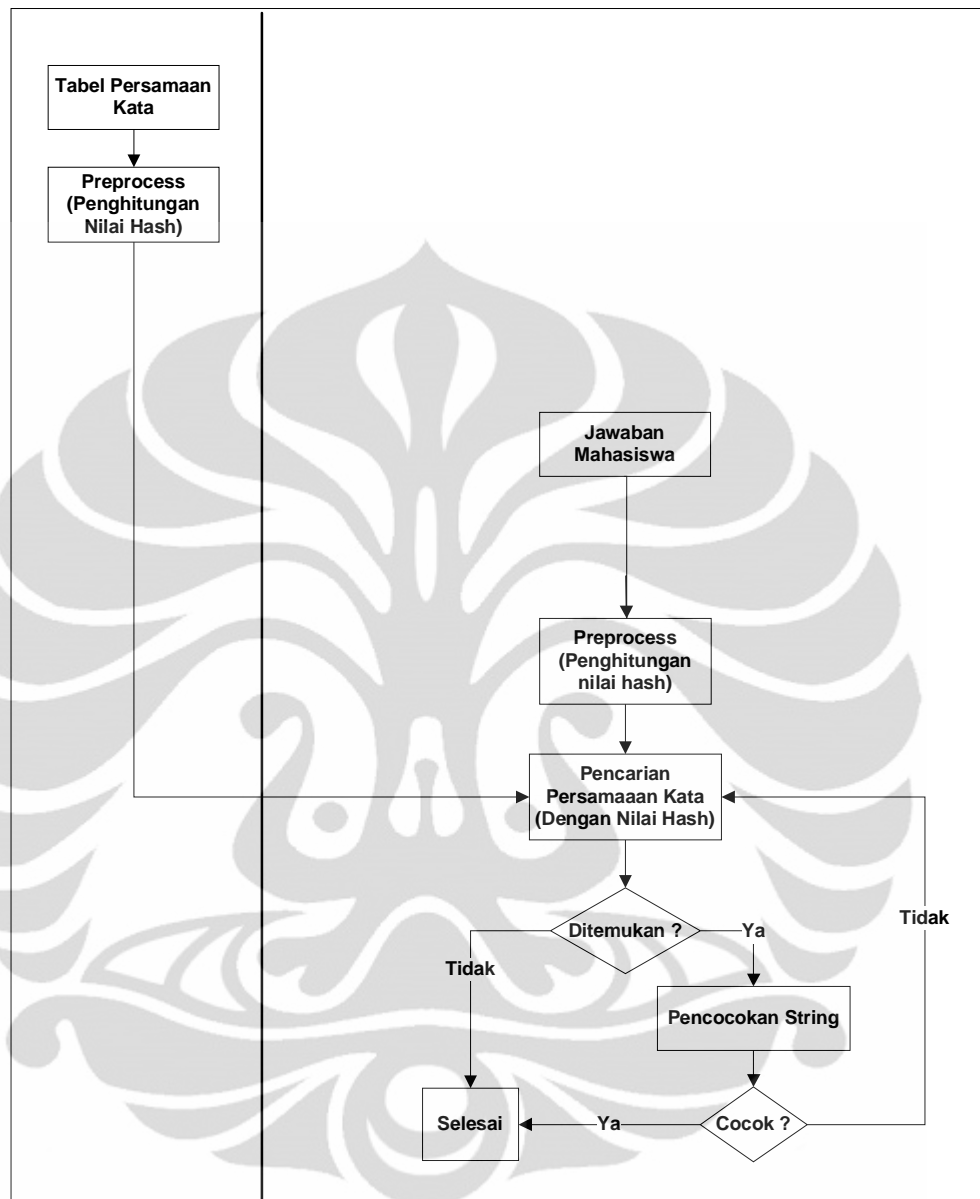 Tabel Persamaan
Kata
Preprocess
(Penghitungan
Nilai Hash)
Jawaban
Mahasiswa
Preprocess
(Penghitungan
nilai hash)
Pencarian
Persamaaan Kata
(Dengan Nilai Hash)
Ditemukan ?
Ya
Tidak
Tidak
Pencocokan String
Selesai
Ya
Cocok ?